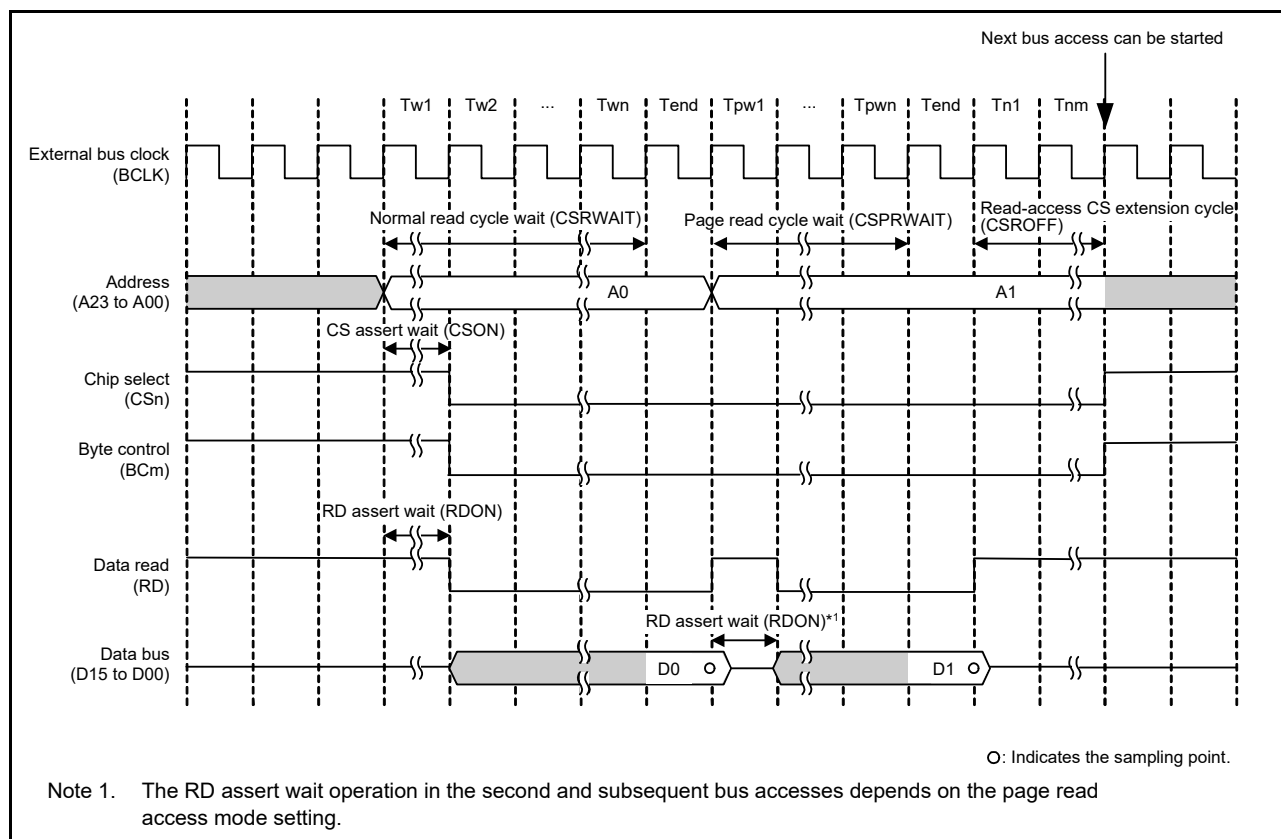 Next bus access can be started
Tw1 Tw2 ... Twn Tend Tpw1 ... Tpwn Tend Tn1 Tnm
External bus clock
(BCLK)
Normal read cycle wait (CSRWAIT)
Page read cycle wait (CSPRWAIT)
Read-access CS extension cycle
(CSROFF)
Address
(A23 to A00)
A0 A1
CS assert wait (CSON)
Chip select
(CSn)
Byte control
(BCm)
RD assert wait (RDON)
Data read
(RD)
RD assert wait (RDON)*1
Data bus
(D15 to D00)
D0 D1
O: Indicates the sampling point.
Note 1. The RD assert wait operation in the second and subsequent bus accesses depends on the page read
access mode setting.